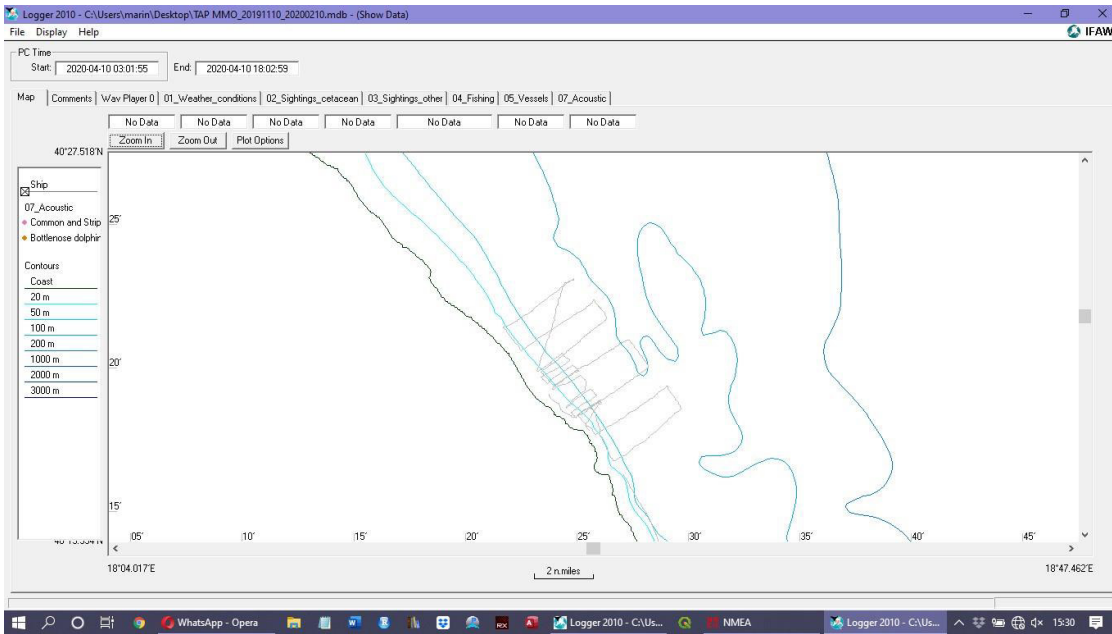 Logger 2010 - C:\Users\marin\Desktop\TAP MMO_20191110_20200210.mdb - (Show Data)
File Display Help
IFAW
PC Time
Start: 2020-04-10 03:01:55 End: 2020-04-10 18:02:59
Map Comments Wav Player 0 01_Weather_conditions 02_Sightings_cetacean 03_Sightings_other 04_Fishing 05_Vessels 07_Acoustic
No Data No Data No Data No Data No Data No Data No Data
Zoom In Zoom Out Plot Options
40°27.518'N
Ship
07_Acoustic
Common and Strip
Bottlenose dolphin
Contours
Coast
20 m
50 m
100 m
200 m
1000 m
2000 m
3000 m
25'
20'
15'
05' 10' 15' 20' 25' 30' 35' 40' 45'
18°04.017'E 2 n.miles 18°47.462'E
WhatsApp - Opera Logger 2010 - C:\Us... NMEA Logger 2010 - C:\Us... 15:30